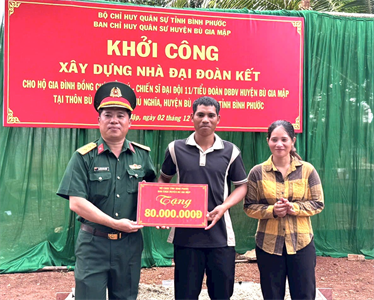 BỘ CHỈ HUY QUÂN SỰ TỈNH BÌNH PHƯỚC
BAN CHỈ HUY QUÂN SỰ HUYỆN BÙ GIA MẬP
KHỞI CÔNG
XÂY DỰNG NHÀ ĐẠI ĐOÀN KẾT
CHO HỘ GIA ĐÌNH ĐỒNG CHIẾN SĨ ĐẠI ĐỘI 11/TIỂU ĐOÀN DBĐV HUYỆN BÙ GIA MẬP
TẠI THÔN BÙ NGHĨA, HUYỆN BÙ TỈNH BÌNH PHƯỚC
Mập, ngày 02 12
Tặng
80.000.000Đ